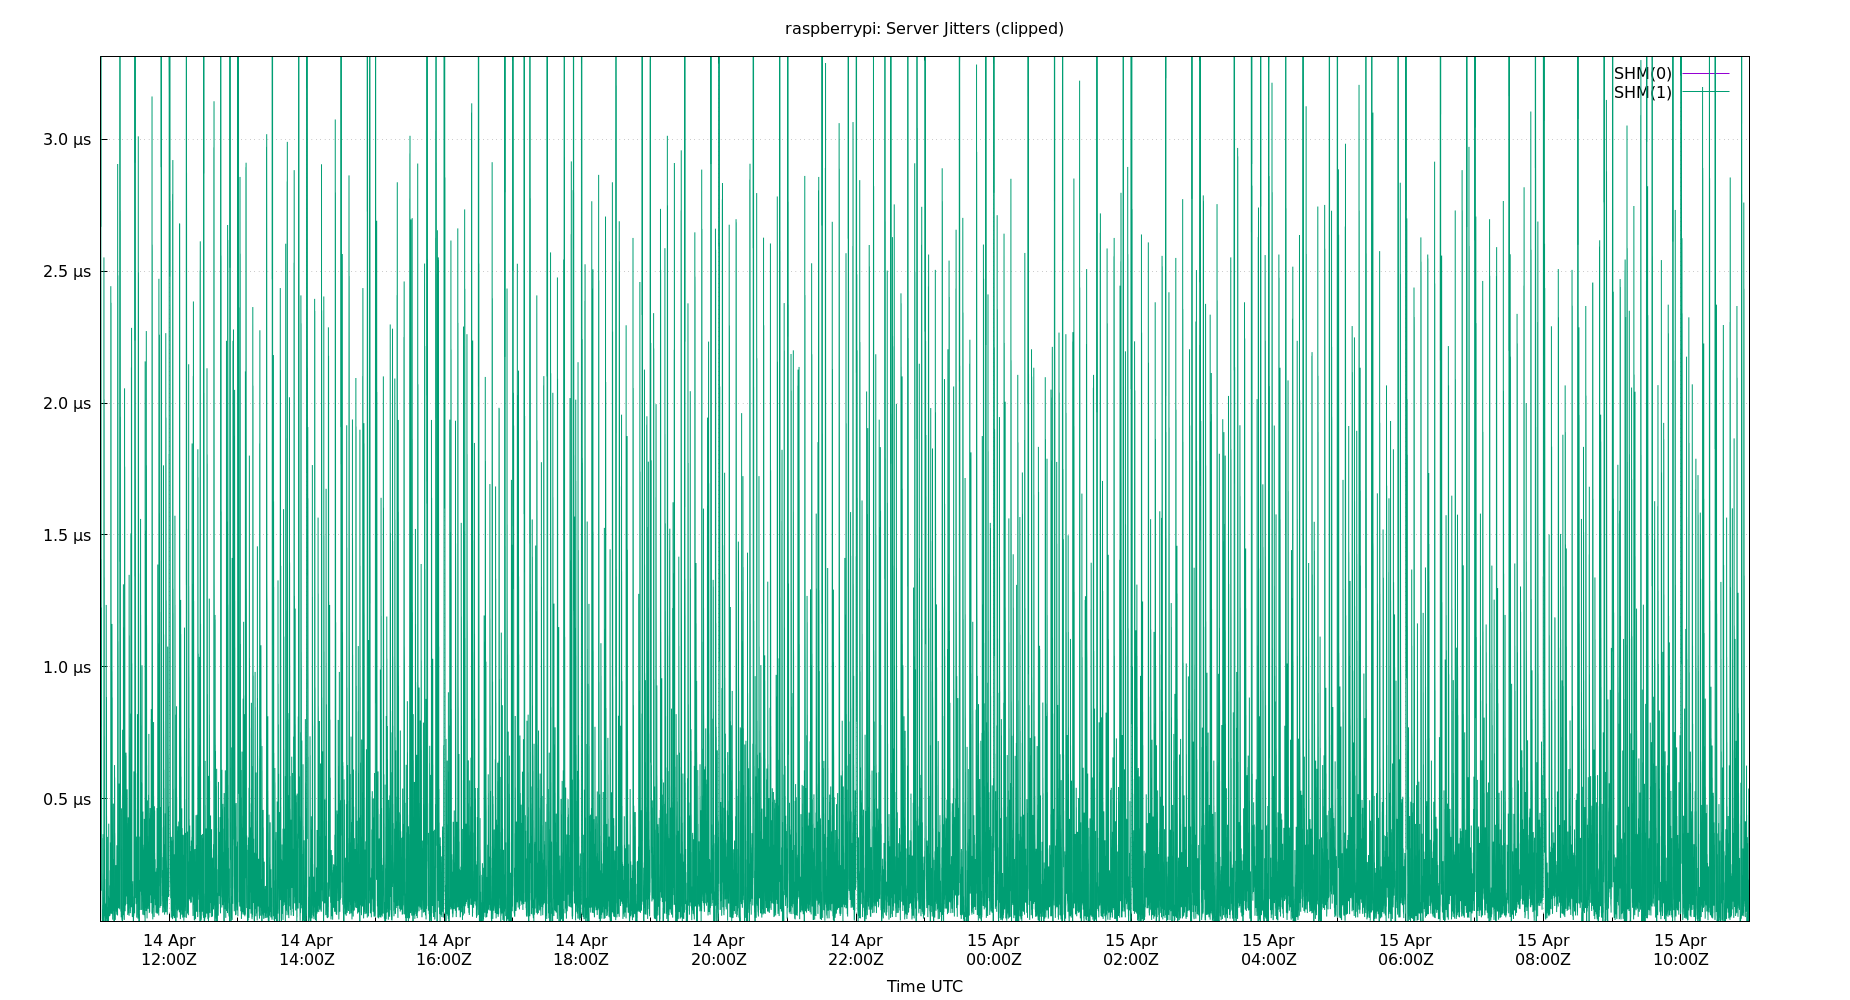 raspberrypi: Server Jitters (clipped)
SHM(0)
SHM(1)
3.0 µs
2.5 µs
2.0 µs
1.5 µs
1.0 µs
0.5 µs
14 Apr 14 Apr 14 Apr 14 Apr 14 Apr 14 Apr 15 Apr 15 Apr 15 Apr 15 Apr 15 Apr 15 Apr
12:00Z 14:00Z 16:00Z 18:00Z 20:00Z 22:00Z 00:00Z 02:00Z 04:00Z 06:00Z 08:00Z 10:00Z
Time UTC